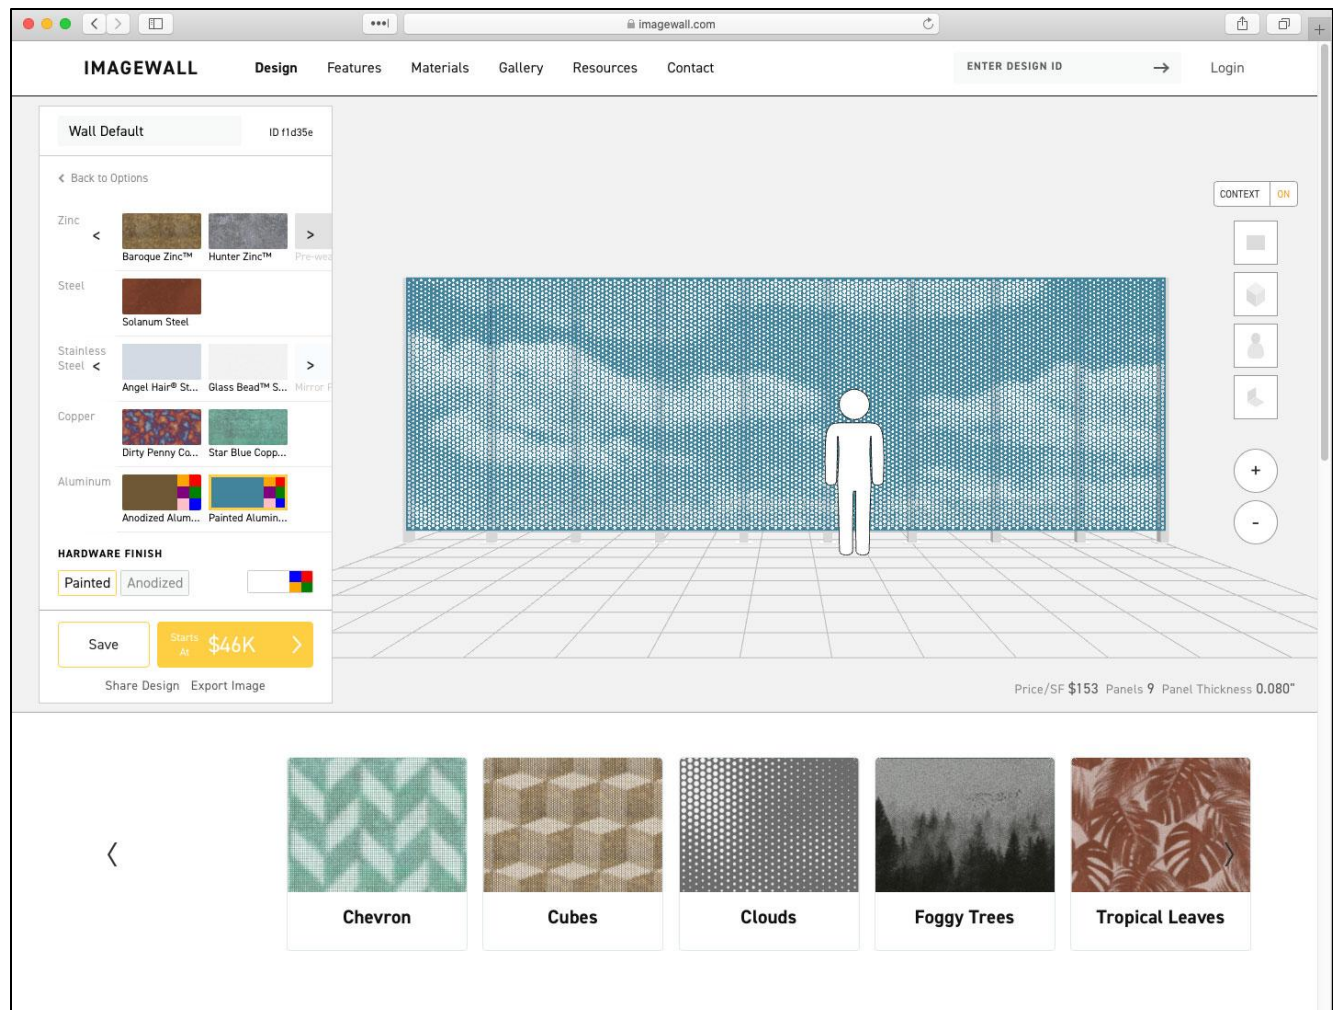 imagewall.com
IMAGEWALL Design Features Materials Gallery Resources Contact ENTER DESIGN ID Login
Wall Default ID f1d35e
Back to Options
CONTEXT ON
Zinc
Baroque Zinc™ Hunter Zinc™ Pre-wea
Steel
Solanum Steel
Stainless
Steel
Angel Hair® St... Glass Bead™ S... Mirror F
Copper
Dirty Penny Co... Star Blue Copp...
Aluminum
Anodized Alum... Painted Alumin...
HARDWARE FINISH
Painted Anodized
Save Starts At $46K
Share Design Export Image
Price/SF $153 Panels 9 Panel Thickness 0.080"
Chevron Cubes Clouds Foggy Trees Tropical Leaves